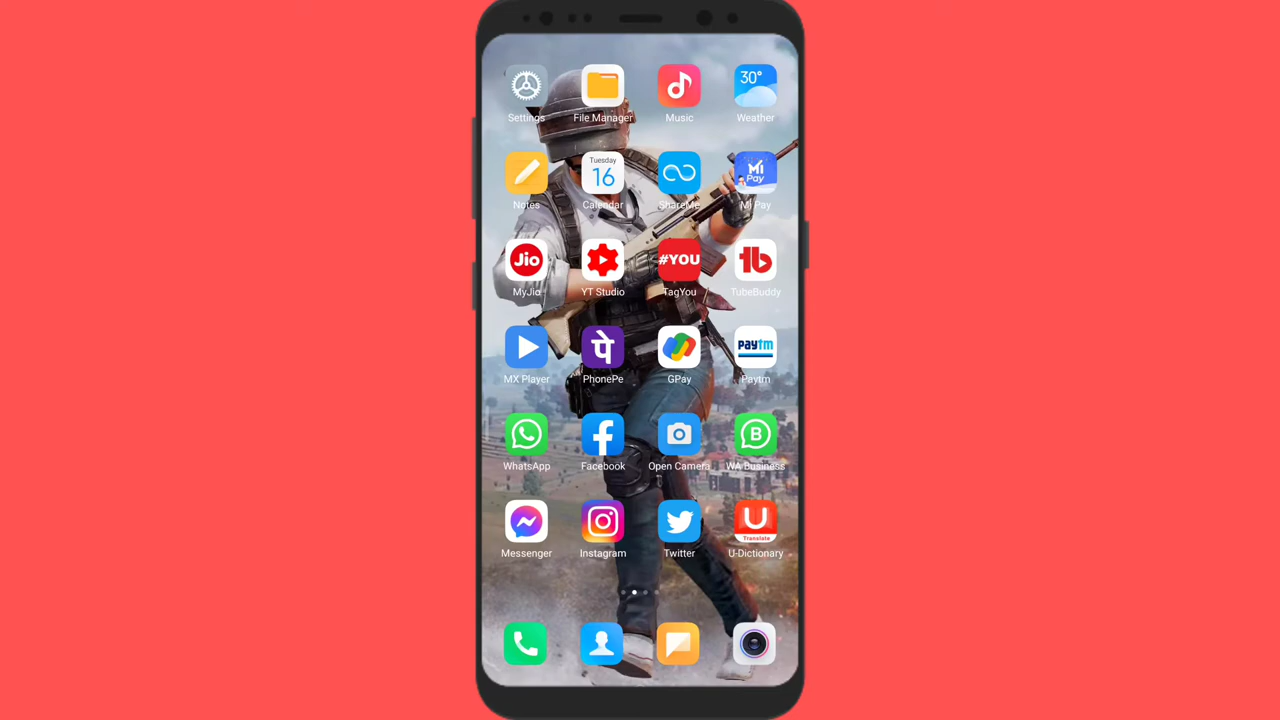 30°
Settings File Manager Music Weather
Tuesday
16
Mi
Pay
Notes Calendar ShareMe Mi Pay
Jio #YOU tb
MyJio YT Studio TagYou TubeBuddy
पे paytm
MX Player PhonePe GPay Paytm
B
WhatsApp Facebook Open Camera WA Business
U
Translate
Messenger Instagram Twitter U-Dictionary